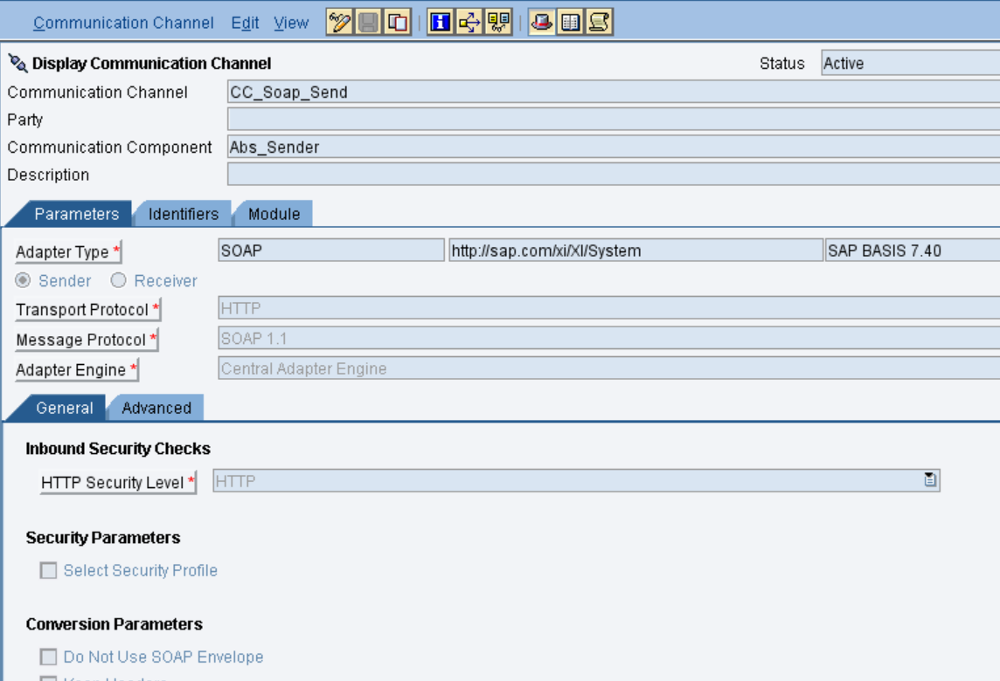 Communication Channel Edit View
Display Communication Channel Status Active
Communication Channel CC_Soap_Send
Party
Communication Component Abs_Sender
Description
Parameters Identifiers Module
Adapter Type * SOAP http://sap.com/xi/XI/System SAP BASIS 7.40
Sender Receiver
Transport Protocol * HTTP
Message Protocol * SOAP 1.1
Adapter Engine * Central Adapter Engine
General Advanced
Inbound Security Checks
HTTP Security Level * HTTP
Security Parameters
Select Security Profile
Conversion Parameters
Do Not Use SOAP Envelope
Keep Headers